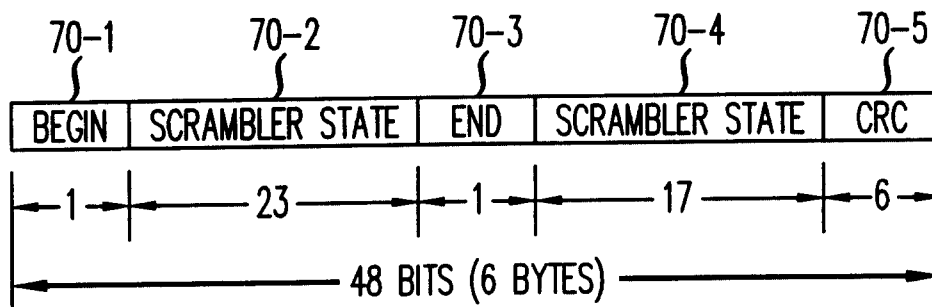 70-1 70-2 70-3 70-4 70-5
BEGIN SCRAMBLER STATE END SCRAMBLER STATE CRC
1 23 1 17 6
48 BITS (6 BYTES)